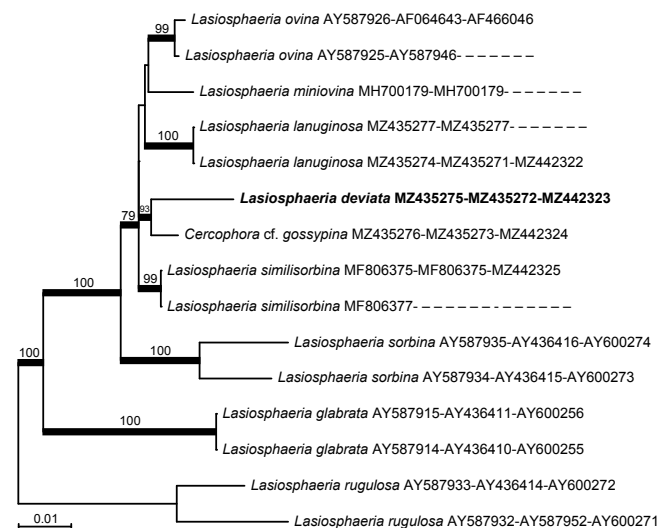 Lasiosphaeria ovina AY587926-AF064643-AF466046
99
Lasiosphaeria ovina AY587925-AY587946- – – – – – – –
Lasiosphaeria miniovina MH700179-MH700179- – – – – – – –
Lasiosphaeria lanuginosa MZ435277-MZ435277- – – – – – – –
100
Lasiosphaeria lanuginosa MZ435274-MZ435271-MZ442322
Lasiosphaeria deviata MZ435275-MZ435272-MZ442323
79 93
Cercophora cf. gossypina MZ435276-MZ435273-MZ442324
Lasiosphaeria similisorbina MF806375-MF806375-MZ442325
99
Lasiosphaeria similisorbina MF806377- – – – – – - – – – – – –
100
Lasiosphaeria sorbina AY587935-AY436416-AY600274
100
Lasiosphaeria sorbina AY587934-AY436415-AY600273
100
Lasiosphaeria glabrata AY587915-AY436411-AY600256
100
Lasiosphaeria glabrata AY587914-AY436410-AY600255
Lasiosphaeria rugulosa AY587933-AY436414-AY600272
0.01
Lasiosphaeria rugulosa AY587932-AY587952-AY600271